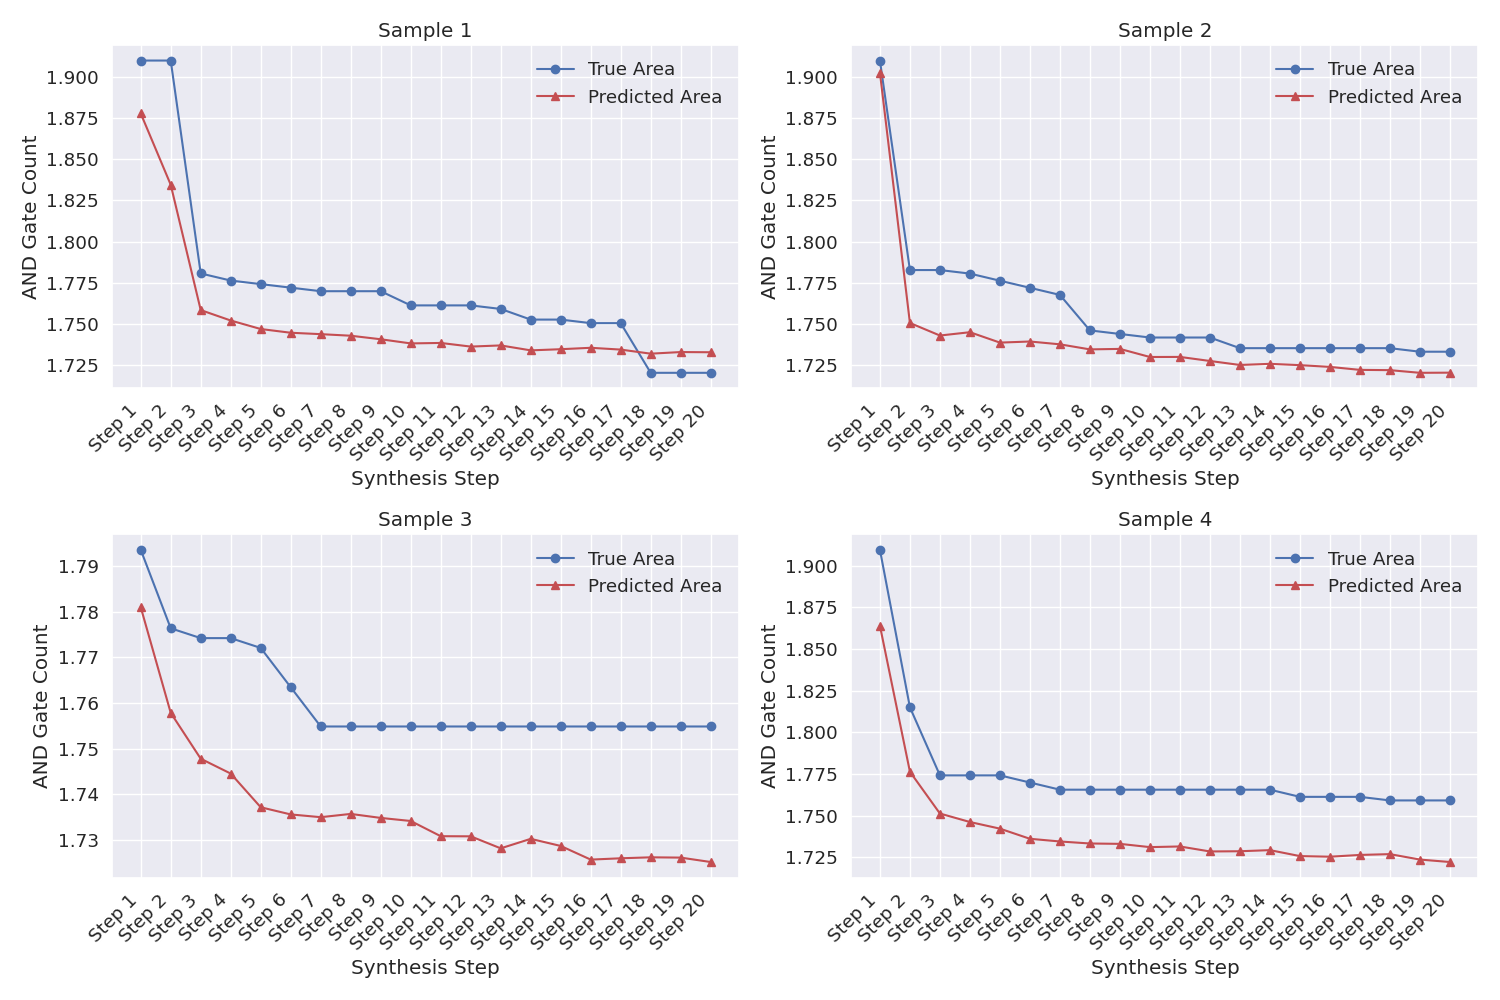 Sample 1
True Area
Predicted Area
AND Gate Count
1.900
1.875
1.850
1.825
1.800
1.775
1.750
1.725
Step 1
Step 2
Step 3
Step 4
Step 5
Step 6
Step 7
Step 8
Step 9
Step 10
Step 11
Step 12
Step 13
Step 14
Step 15
Step 16
Step 17
Step 18
Step 19
Step 20
Synthesis Step
Sample 2
True Area
Predicted Area
AND Gate Count
1.900
1.875
1.850
1.825
1.800
1.775
1.750
1.725
Step 1
Step 2
Step 3
Step 4
Step 5
Step 6
Step 7
Step 8
Step 9
Step 10
Step 11
Step 12
Step 13
Step 14
Step 15
Step 16
Step 17
Step 18
Step 19
Step 20
Synthesis Step
Sample 3
True Area
Predicted Area
AND Gate Count
1.79
1.78
1.77
1.76
1.75
1.74
1.73
Step 1
Step 2
Step 3
Step 4
Step 5
Step 6
Step 7
Step 8
Step 9
Step 10
Step 11
Step 12
Step 13
Step 14
Step 15
Step 16
Step 17
Step 18
Step 19
Step 20
Synthesis Step
Sample 4
True Area
Predicted Area
AND Gate Count
1.900
1.875
1.850
1.825
1.800
1.775
1.750
1.725
Step 1
Step 2
Step 3
Step 4
Step 5
Step 6
Step 7
Step 8
Step 9
Step 10
Step 11
Step 12
Step 13
Step 14
Step 15
Step 16
Step 17
Step 18
Step 19
Step 20
Synthesis Step